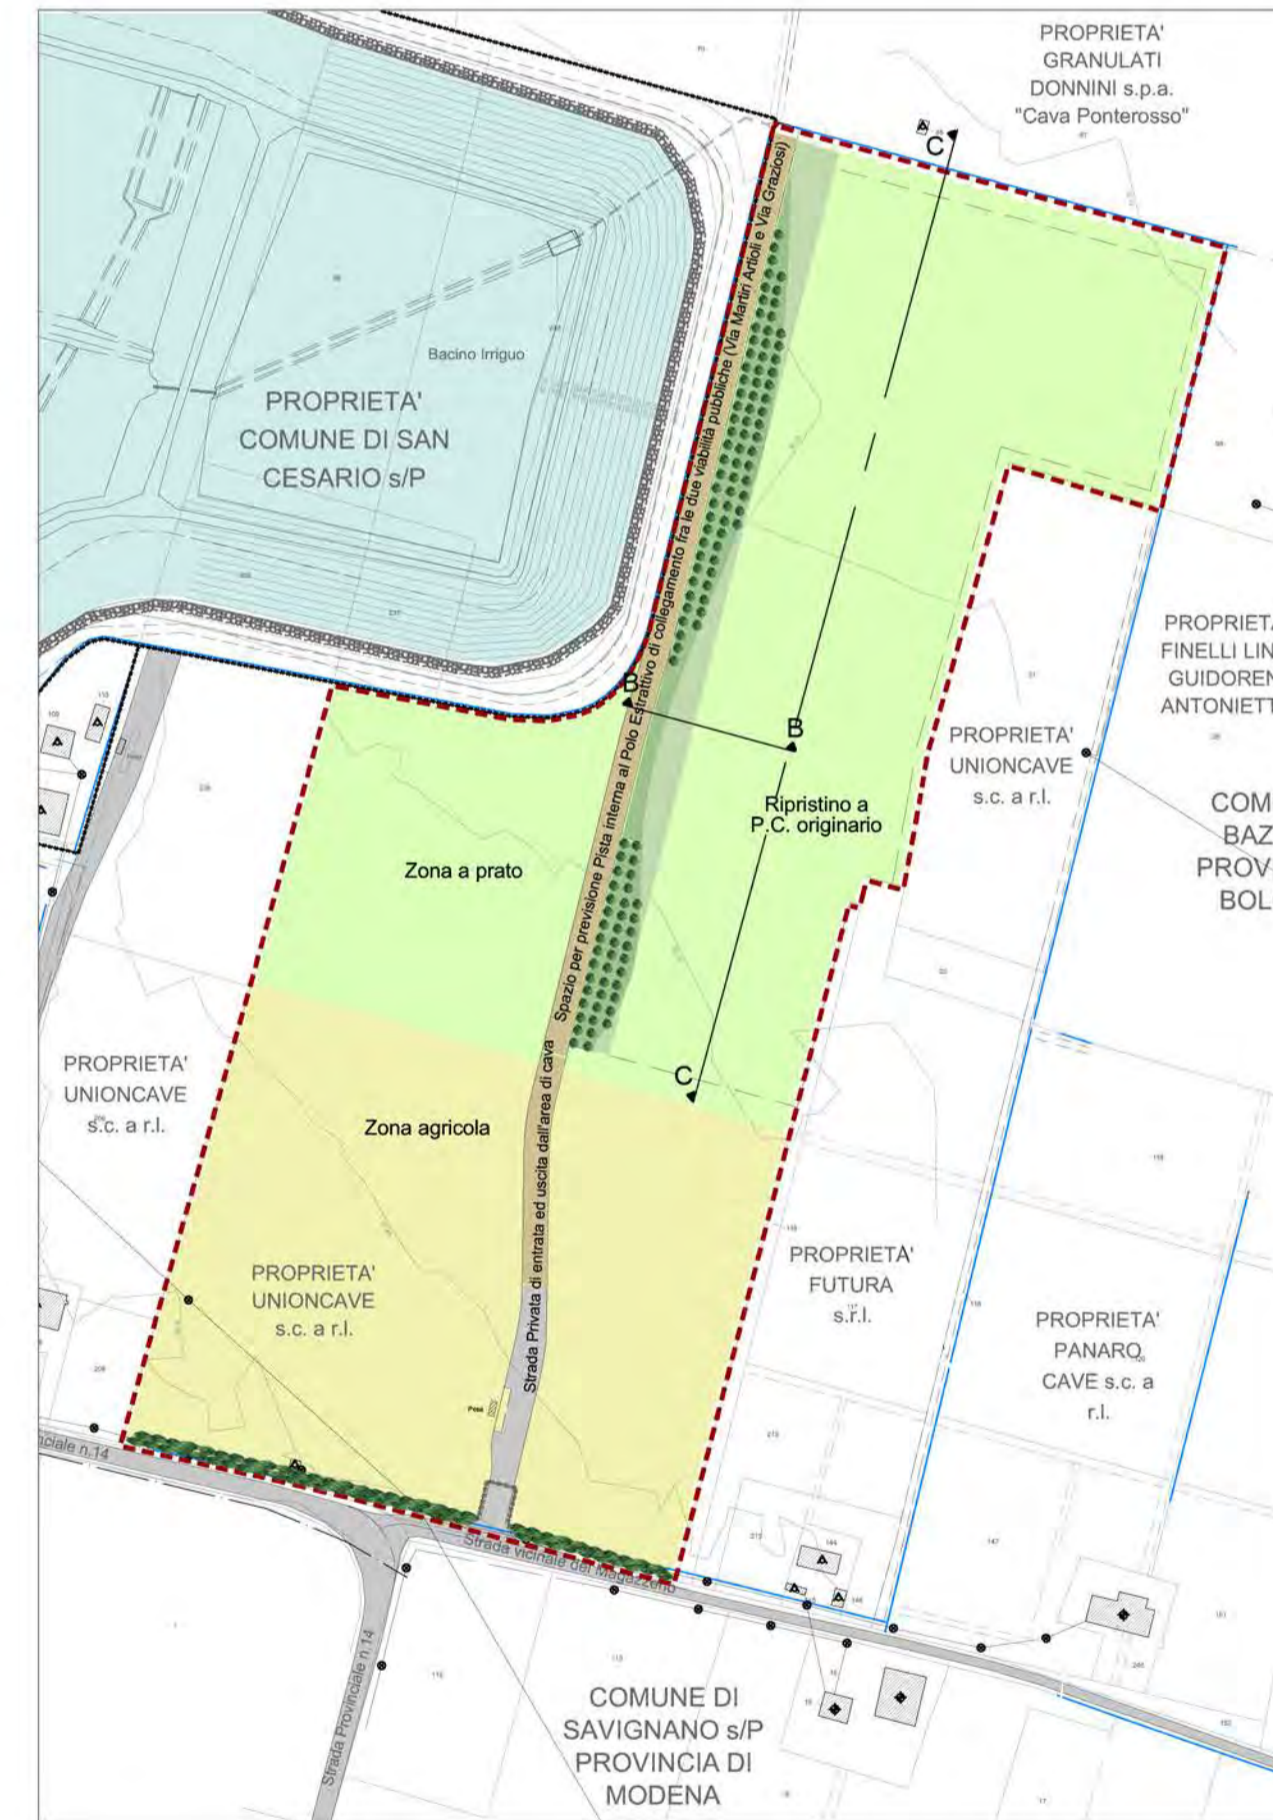 PROPRIETA'
GRANULATI
DONNINI s.p.a.
"Cava Ponterosso"
C
Bacino Irriguo
PROPRIETA'
COMUNE DI SAN
CESARIO s/P
Spazio per previsione Pista interna al Polo Estrattivo di collegamento fra le due viabilità pubbliche (Via Martiri Artioli e Via Graziosi)
PROPRIETA
FINELLI LIN
GUIDOREN
ANTONIETT
B
B
PROPRIETA'
UNIONCAVE
s.c. a r.l.
Ripristino a
P.C. originario
COM
BAZ
PROV
BOL
Zona a prato
C
PROPRIETA'
UNIONCAVE
s.c. a r.l.
Zona agricola
Strada Privata di entrata ed uscita dall'area di cava
PROPRIETA'
UNIONCAVE
s.c. a r.l.
PROPRIETA'
FUTURA
s.r.l.
PROPRIETA'
PANARO
CAVE s.c. a
r.l.
Pesa
nciale n.14
Strada vicinale del Magazzeno
Strada Provinciale n.14
213
144
147
COMUNE DI
SAVIGNANO s/P
PROVINCIA DI
MODENA